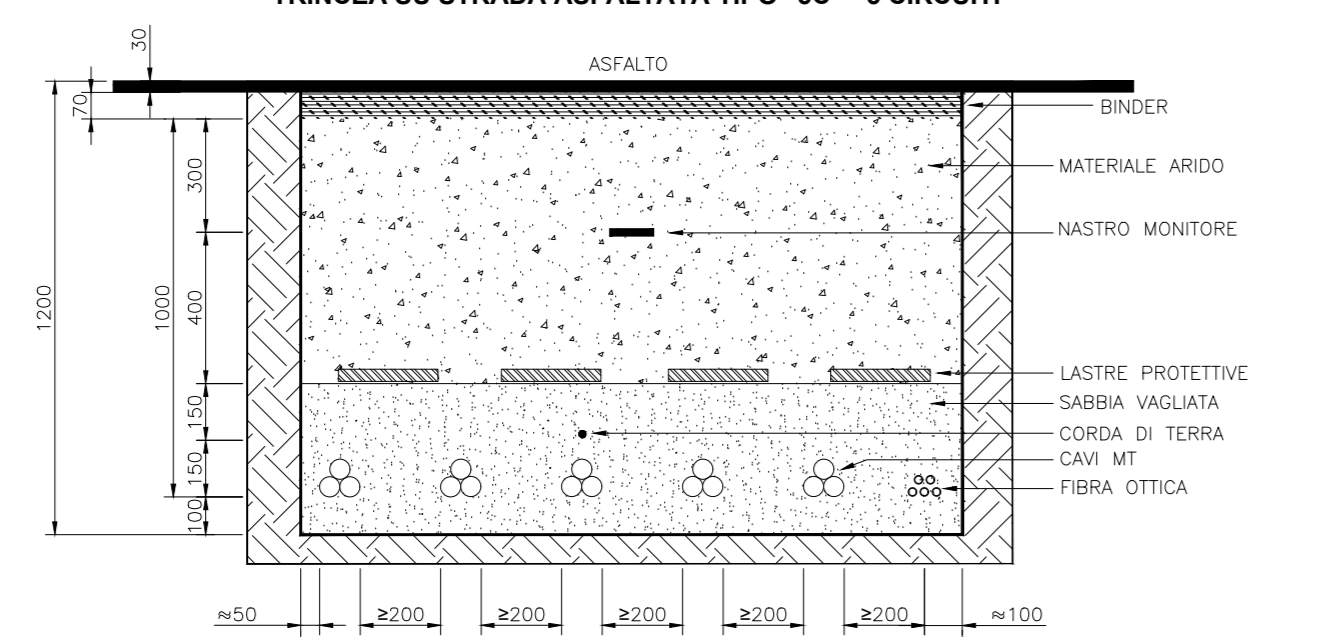 ASFALTO
30
70
BINDER
MATERIALE ARIDO
300
NASTRO MONITORE
1200
1000
400
LASTRE PROTETTIVE
SABBIA VAGLIATA
150
CORDA DI TERRA
CAVI MT
150
FIBRA OTTICA
100
≈50 ≥200 ≥200 ≥200 ≥200 ≥200 ≈100